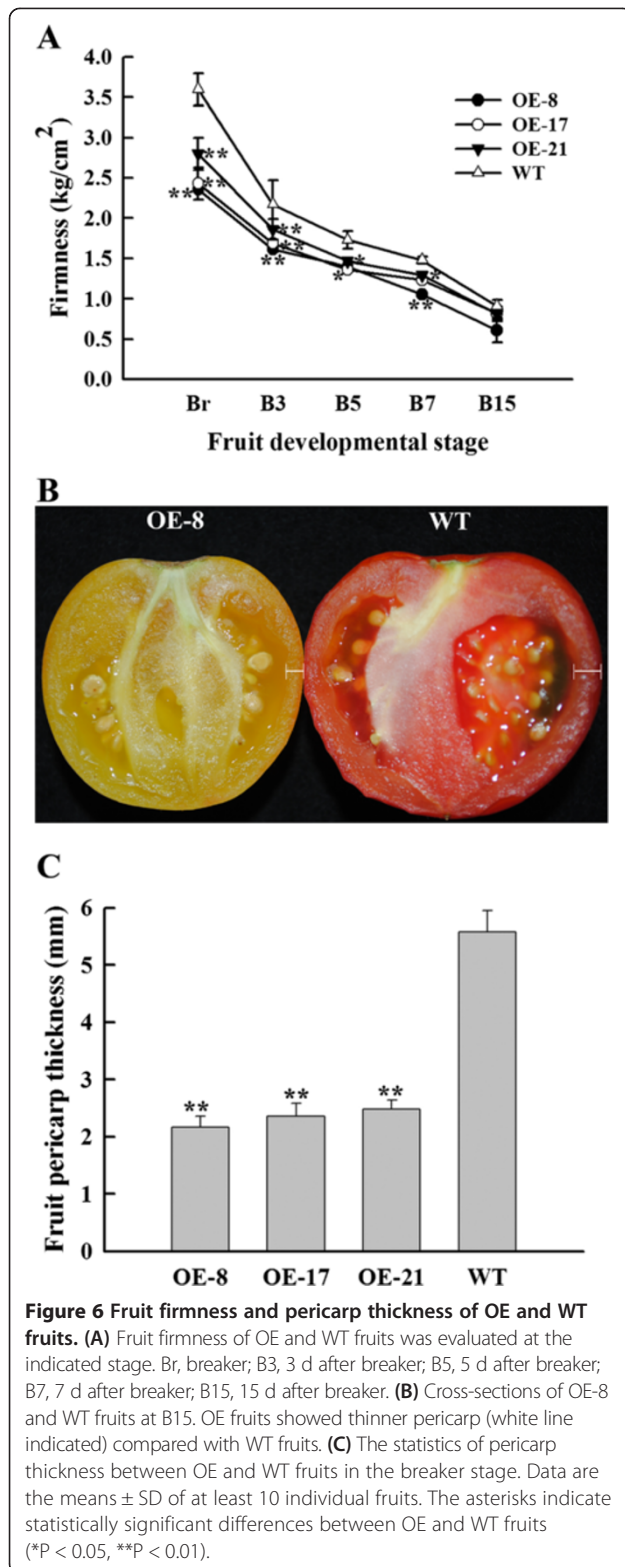 A
4.0
3.5
3.0
2.5
2.0
1.5
1.0
0.5
0.0
Firmness (kg/cm²)
OE-8
OE-17
OE-21
WT
**
**
**
**
**
**
*
*
*
**
Br B3 B5 B7 B15
Fruit developmental stage
B
OE-8 WT
C
6
5
3
2
1
0
Fruit pericarp thickness (mm)
** ** **
OE-8 OE-17 OE-21 WT
Figure 6 Fruit firmness and pericarp thickness of OE and WT
fruits. (A) Fruit firmness of OE and WT fruits was evaluated at the
indicated stage. Br, breaker; B3, 3 d after breaker; B5, 5 d after breaker;
B7, 7 d after breaker; B15, 15 d after breaker. (B) Cross-sections of OE-8
and WT fruits at B15. OE fruits showed thinner pericarp (white line
indicated) compared with WT fruits. (C) The statistics of pericarp
thickness between OE and WT fruits in the breaker stage. Data are
the means ± SD of at least 10 individual fruits. The asterisks indicate
statistically significant differences between OE and WT fruits
(*P < 0.05, **P < 0.01).